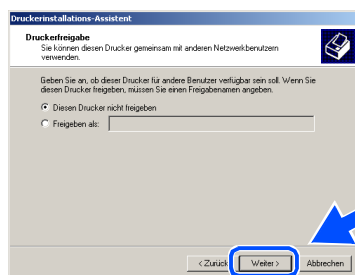 Druckerinstallations-Assistent
Druckerfreigabe
Sie können diesen Drucker gemeinsam mit anderen Netzwerkbenutzern
verwenden.
Geben Sie an, ob dieser Drucker für andere Benutzer verfügbar sein soll. Wenn Sie
diesen Drucker freigeben, müssen Sie einen Freigabenamen angeben.
Diesen Drucker nicht freigeben
Freigeben als:
< Zurück Weiter > Abbrechen